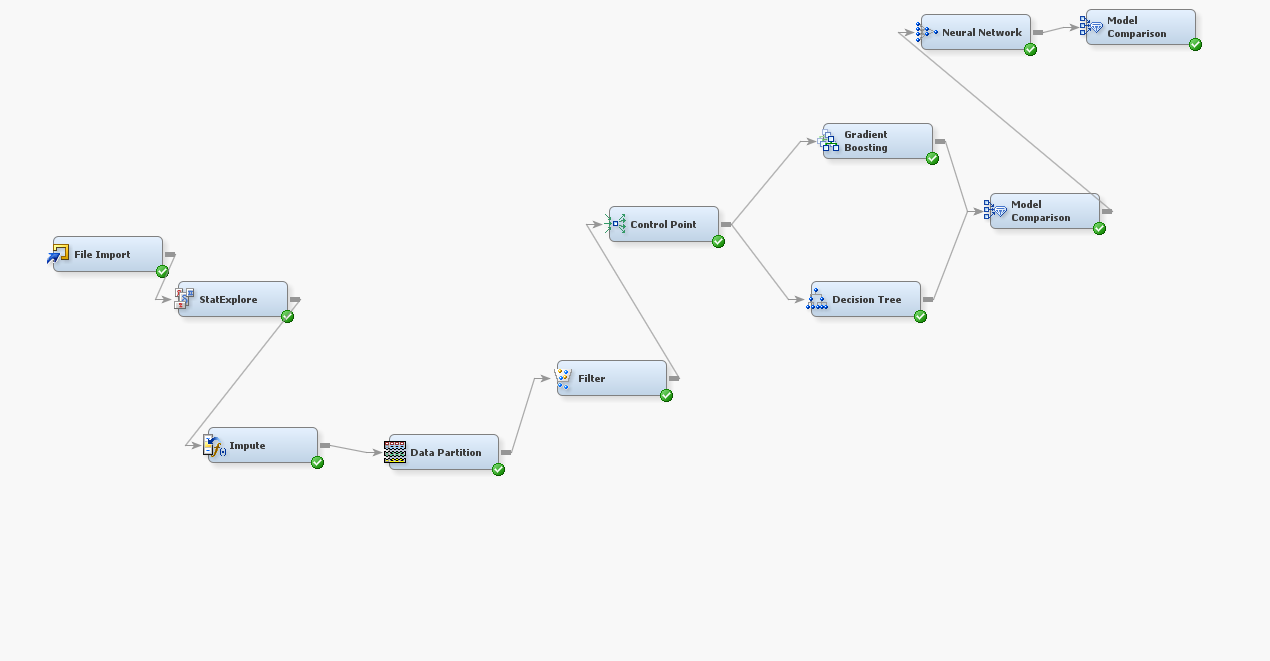 Neural Network
Model
Comparison
Gradient
Boosting
Model
Comparison
Control Point
File Import
StatExplore
Decision Tree
Filter
Impute
Data Partition